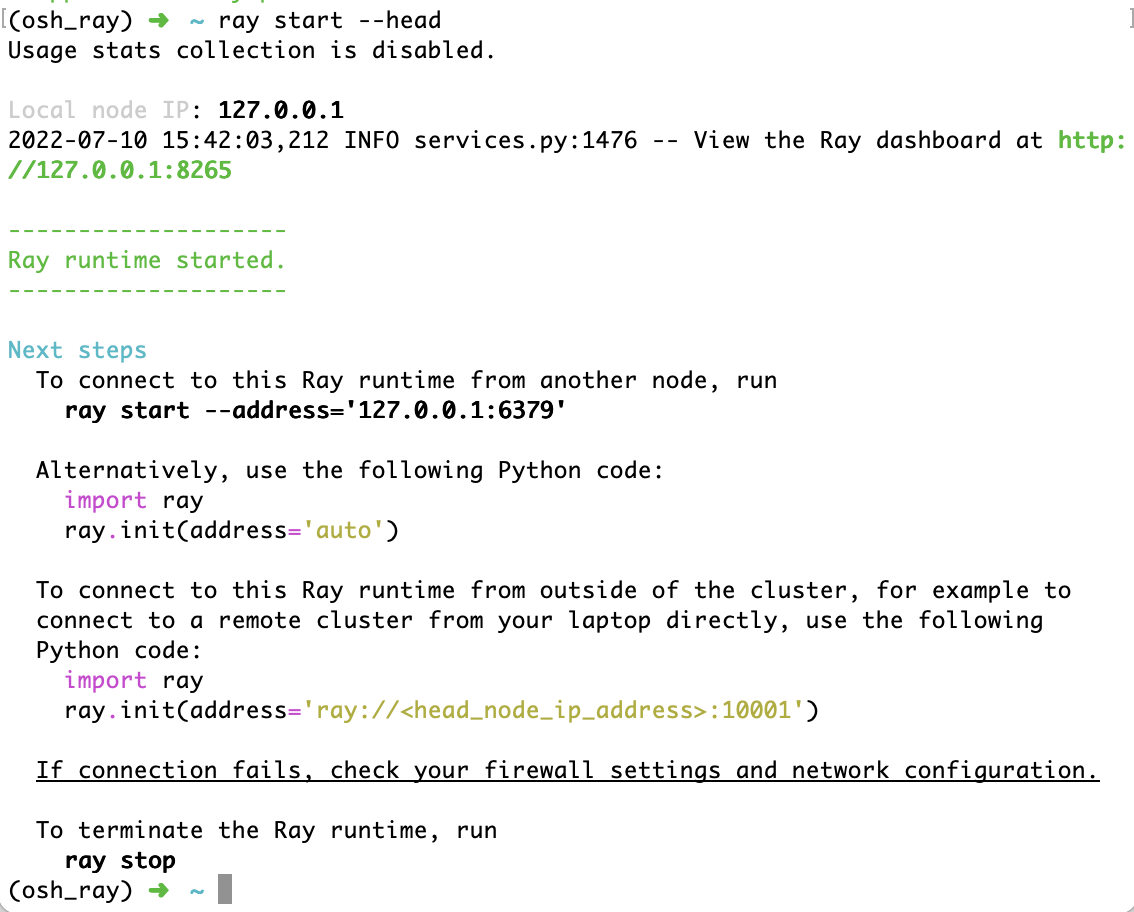 (osh_ray) ➜ ~ ray start --head
Usage stats collection is disabled.
Local node IP: 127.0.0.1
2022-07-10 15:42:03,212 INFO services.py:1476 -- View the Ray dashboard at http:
//127.0.0.1:8265
--------------------
Ray runtime started.
--------------------
Next steps
To connect to this Ray runtime from another node, run
ray start --address='127.0.0.1:6379'
Alternatively, use the following Python code:
import ray
ray.init(address='auto')
To connect to this Ray runtime from outside of the cluster, for example to
connect to a remote cluster from your laptop directly, use the following
Python code:
import ray
ray.init(address='ray://<head_node_ip_address>:10001')
If connection fails, check your firewall settings and network configuration.
To terminate the Ray runtime, run
ray stop
(osh_ray) ➜ ~